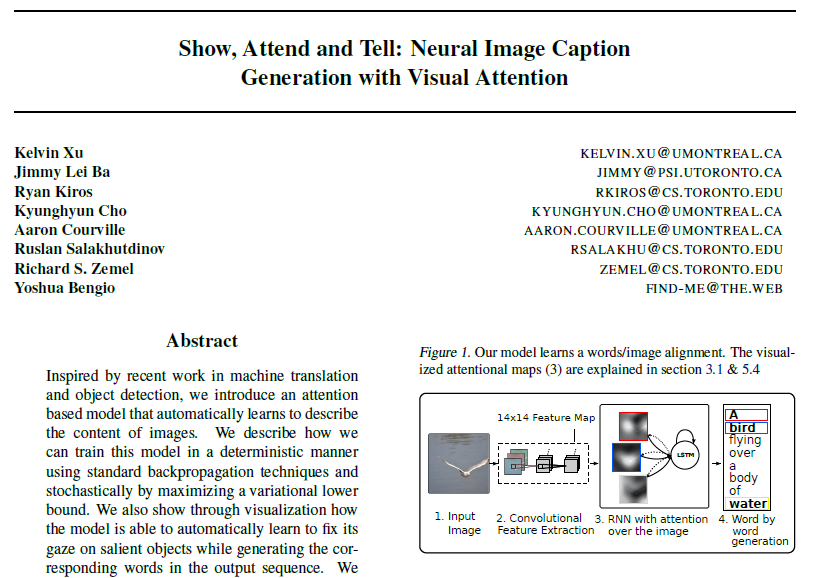 Show, Attend and Tell: Neural Image Caption
Generation with Visual Attention
Kelvin Xu KELVIN.XU@UMONTREAL.CA
Jimmy Lei Ba JIMMY@PSI.UTORONTO.CA
Ryan Kiros RKIROS@CS.TORONTO.EDU
Kyunghyun Cho KYUNGHYUN.CHO@UMONTREAL.CA
Aaron Courville AARON.COURVILLE@UMONTREAL.CA
Ruslan Salakhutdinov RSALAKHU@CS.TORONTO.EDU
Richard S. Zemel ZEMEL@CS.TORONTO.EDU
Yoshua Bengio FIND-ME@THE.WEB
Abstract
Inspired by recent work in machine translation
and object detection, we introduce an attention
based model that automatically learns to describe
the content of images. We describe how we
can train this model in a deterministic manner
using standard backpropagation techniques and
stochastically by maximizing a variational lower
bound. We also show through visualization how
the model is able to automatically learn to fix its
gaze on salient objects while generating the cor-
responding words in the output sequence. We
Figure 1. Our model learns a words/image alignment. The visual-
ized attentional maps (3) are explained in section 3.1 & 5.4
14x14 Feature Map
LSTM
A
bird
flying
over
a
body
of
water
1. Input
Image
2. Convolutional
Feature Extraction
3. RNN with attention
over the image
4. Word by
word
generation